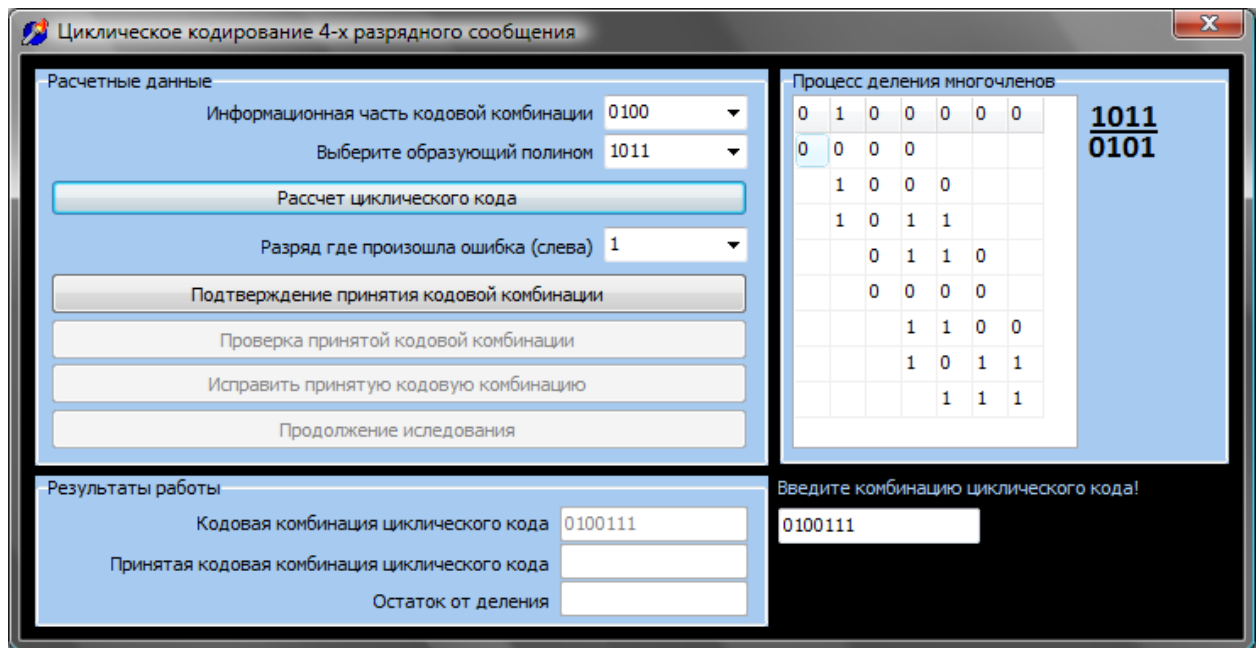 Циклическое кодирование 4-х разрядного сообщения
Расчетные данные
Информационная часть кодовой комбинации 0100
Выберите образующий полином 1011
Рассчет циклического кода
Разряд где произошла ошибка (слева) 1
Подтверждение принятия кодовой комбинации
Проверка принятой кодовой комбинации
Исправить принятую кодовую комбинацию
Продолжение иследования
Процесс деления многочленов
0 1 0 0 0 0 0
0 0 0 0
1 0 0 0
1 0 1 1
0 1 1 0
0 0 0 0
1 1 0 0
1 0 1 1
1 1 1
1011
0101
Результаты работы
Кодовая комбинация циклического кода 0100111
Принятая кодовая комбинация циклического кода
Остаток от деления
Введите комбинацию циклического кода!
0100111